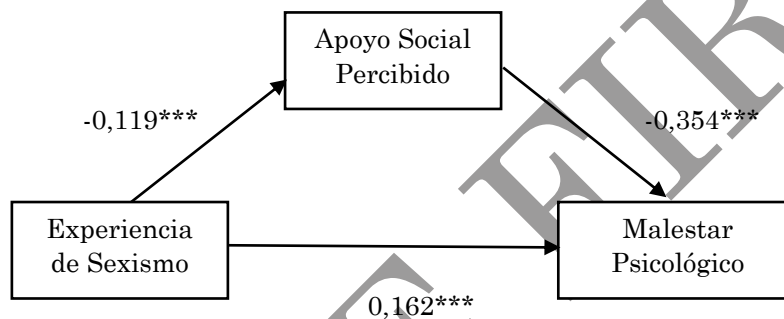 Apoyo Social
Percibido
-0,119***
-0,354***
Experiencia
de Sexismo
Malestar
Psicológico
0,162***